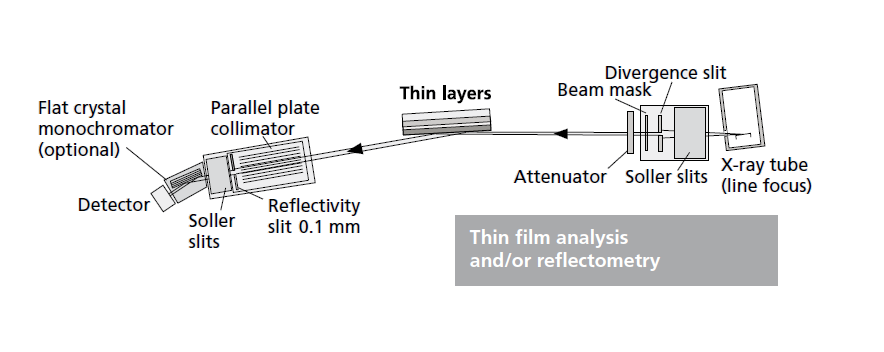 Divergence slit
Beam mask
Thin layers
Flat crystal
monochromator
(optional)
Parallel plate
collimator
Attenuator
Soller slits
X-ray tube
(line focus)
Detector
Soller
slits
Reflectivity
slit 0.1 mm
Thin film analysis
and/or reflectometry